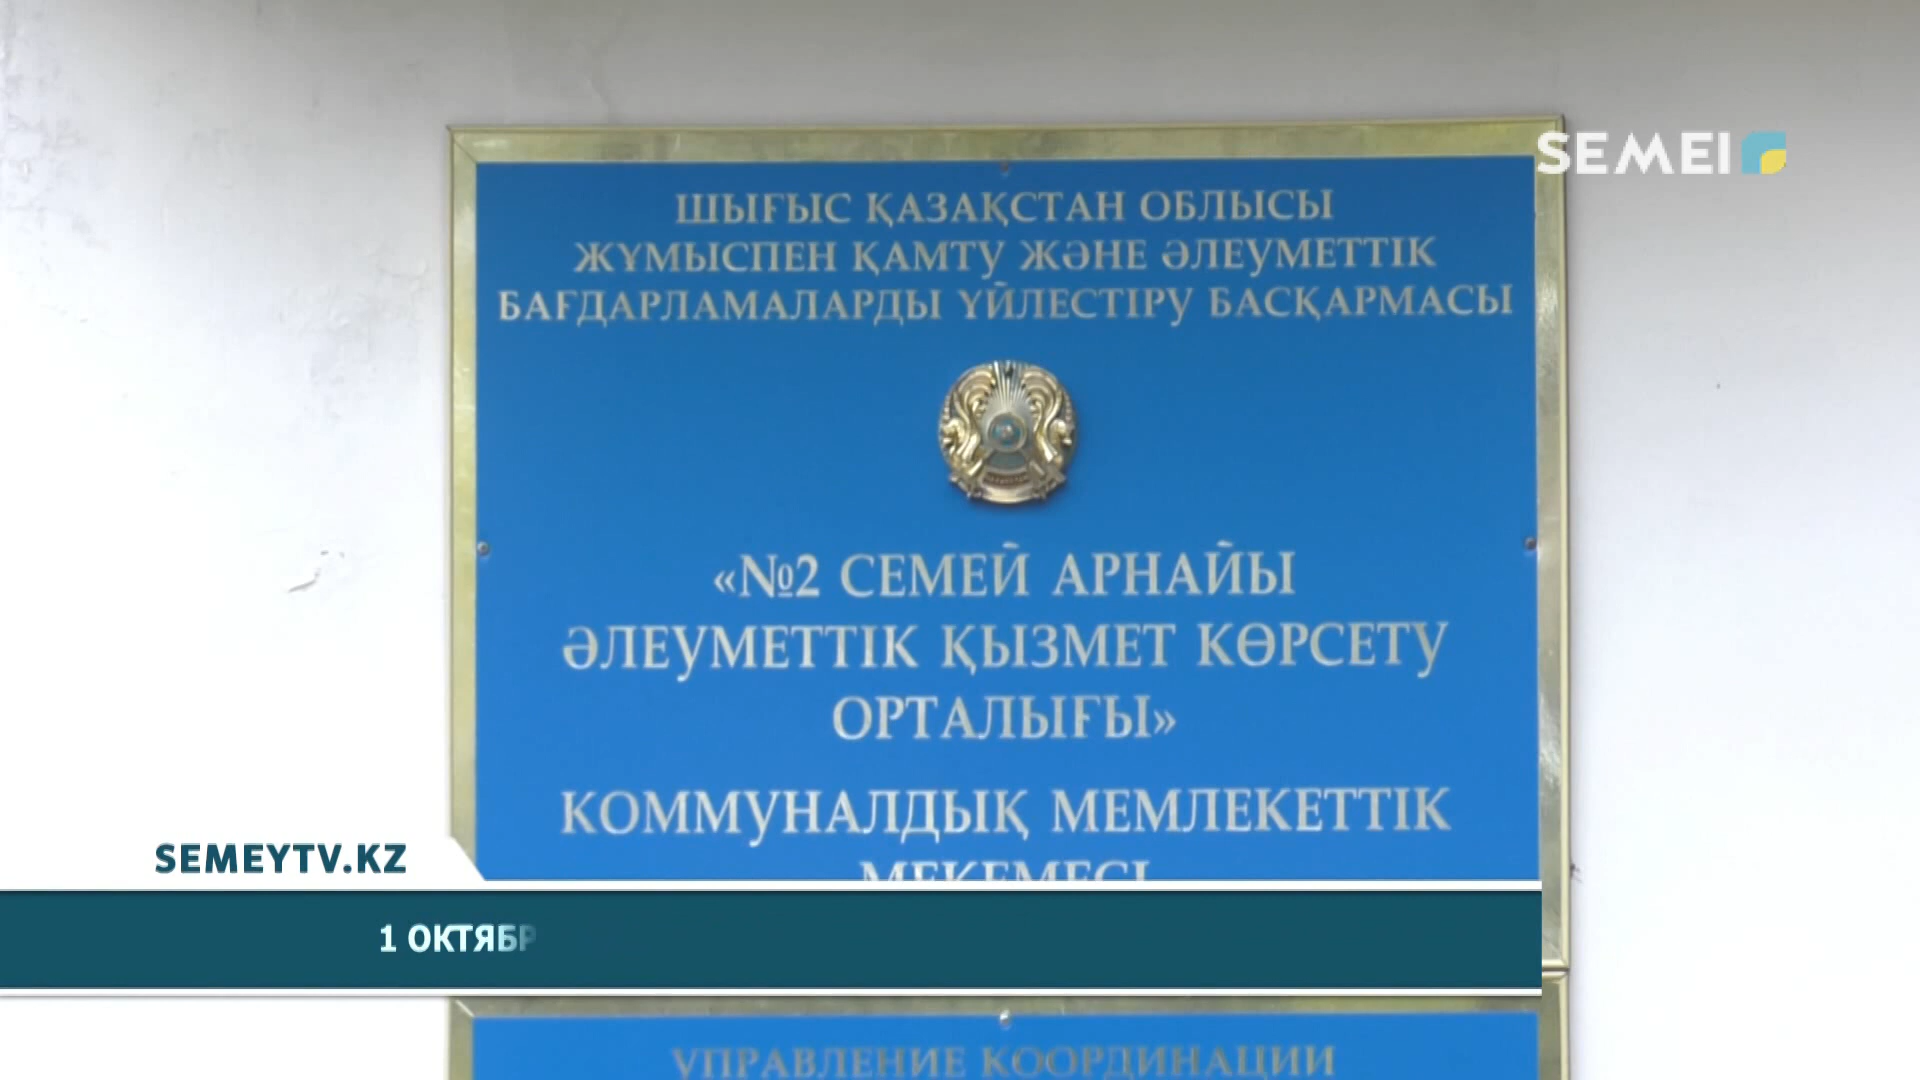 SEMEI
ШЫҒЫС ҚАЗАҚСТАН ОБЛЫСЫ
ЖҰМЫСПЕН ҚАМТУ ЖӘНЕ ӘЛЕУМЕТТІК
БАҒДАРЛАМАЛАРДЫ ҮЙЛЕСТІРУ БАСҚАРМАСЫ
«№2 СЕМЕЙ АРНАЙЫ
ӘЛЕУМЕТТІК ҚЫЗМЕТ КӨРСЕТУ
ОРТАЛЫҒЫ»
КОММУНАЛДЫҚ МЕМЛЕКЕТТІК
МЕКЕМЕСІ
SEMEYTV.KZ
1 ОКТЯБР
УПРАВЛЕНИЕ КООРДИНАЦИИ